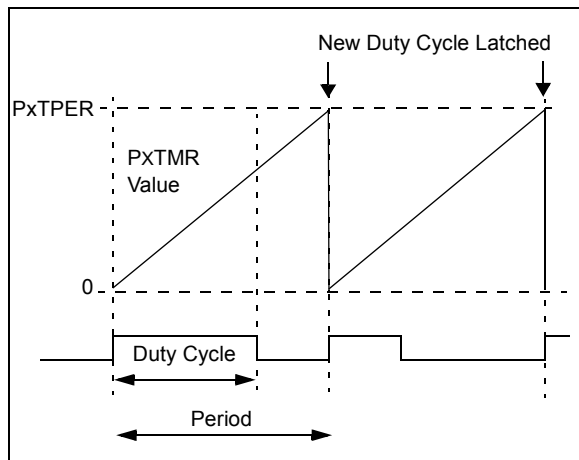 New Duty Cycle Latched
PxTPER
PxTMR
Value
0
Duty Cycle
Period